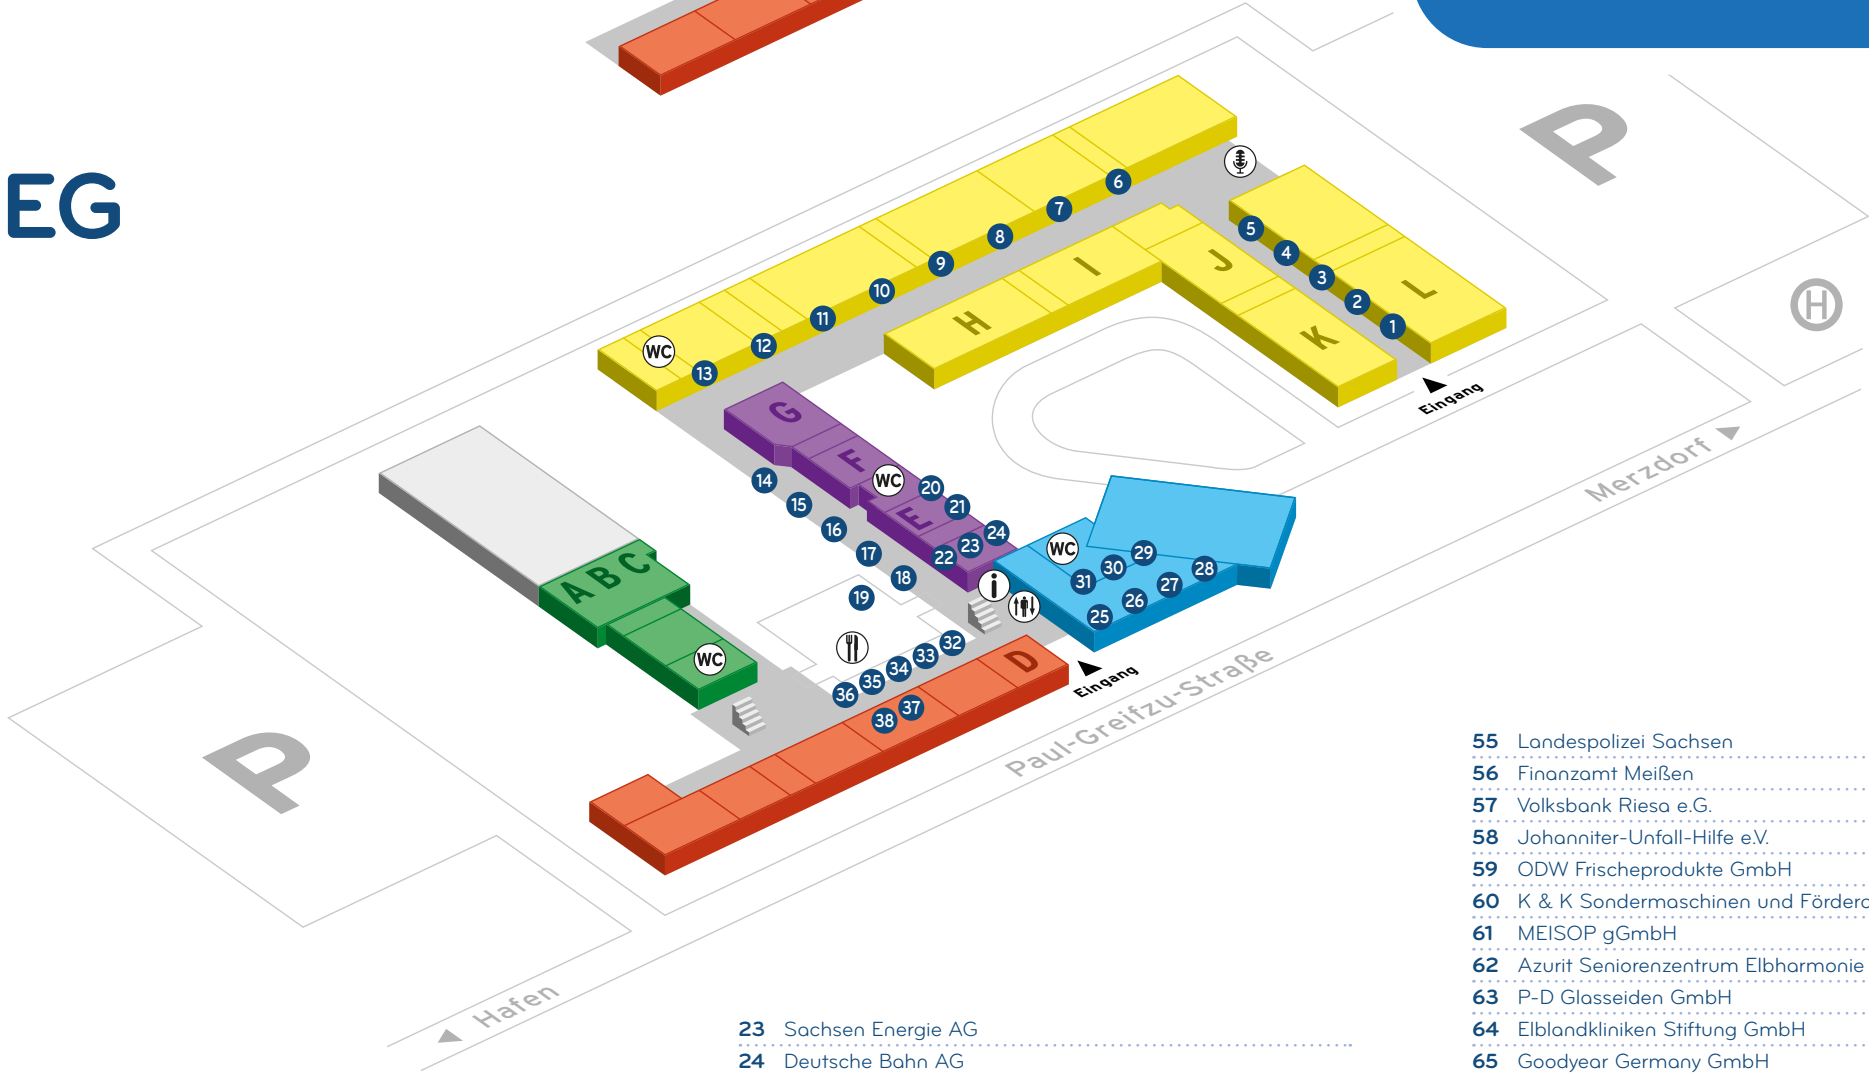 EG
P
H
6
7
8
9
10
11
12
13
WC
5
4
3
2
1
L
I
J
H
K
Eingang
G
F
WC
E
14
15
16
17
18
19
20
21
22
23
24
i
A B C
WC
WC
29
30
31
28
27
26
25
32
33
34
35
36
37
38
D
Eingang
Merzdorf
Paul-Greifzu-Straße
P
Hafen
23 Sachsen Energie AG
24 Deutsche Bahn AG
55 Landespolizei Sachsen
56 Finanzamt Meißen
57 Volksbank Riesa e.G.
58 Johanniter-Unfall-Hilfe e.V.
59 ODW Frischeprodukte GmbH
60 K & K Sondermaschinen und
61 MEISOP gGmbH
62 Azurit Seniorenzentrum Elbharmonie
63 P-D Glasseiden GmbH
64 Elblandkliniken Stiftung GmbH
65 Goodyear Germany GmbH